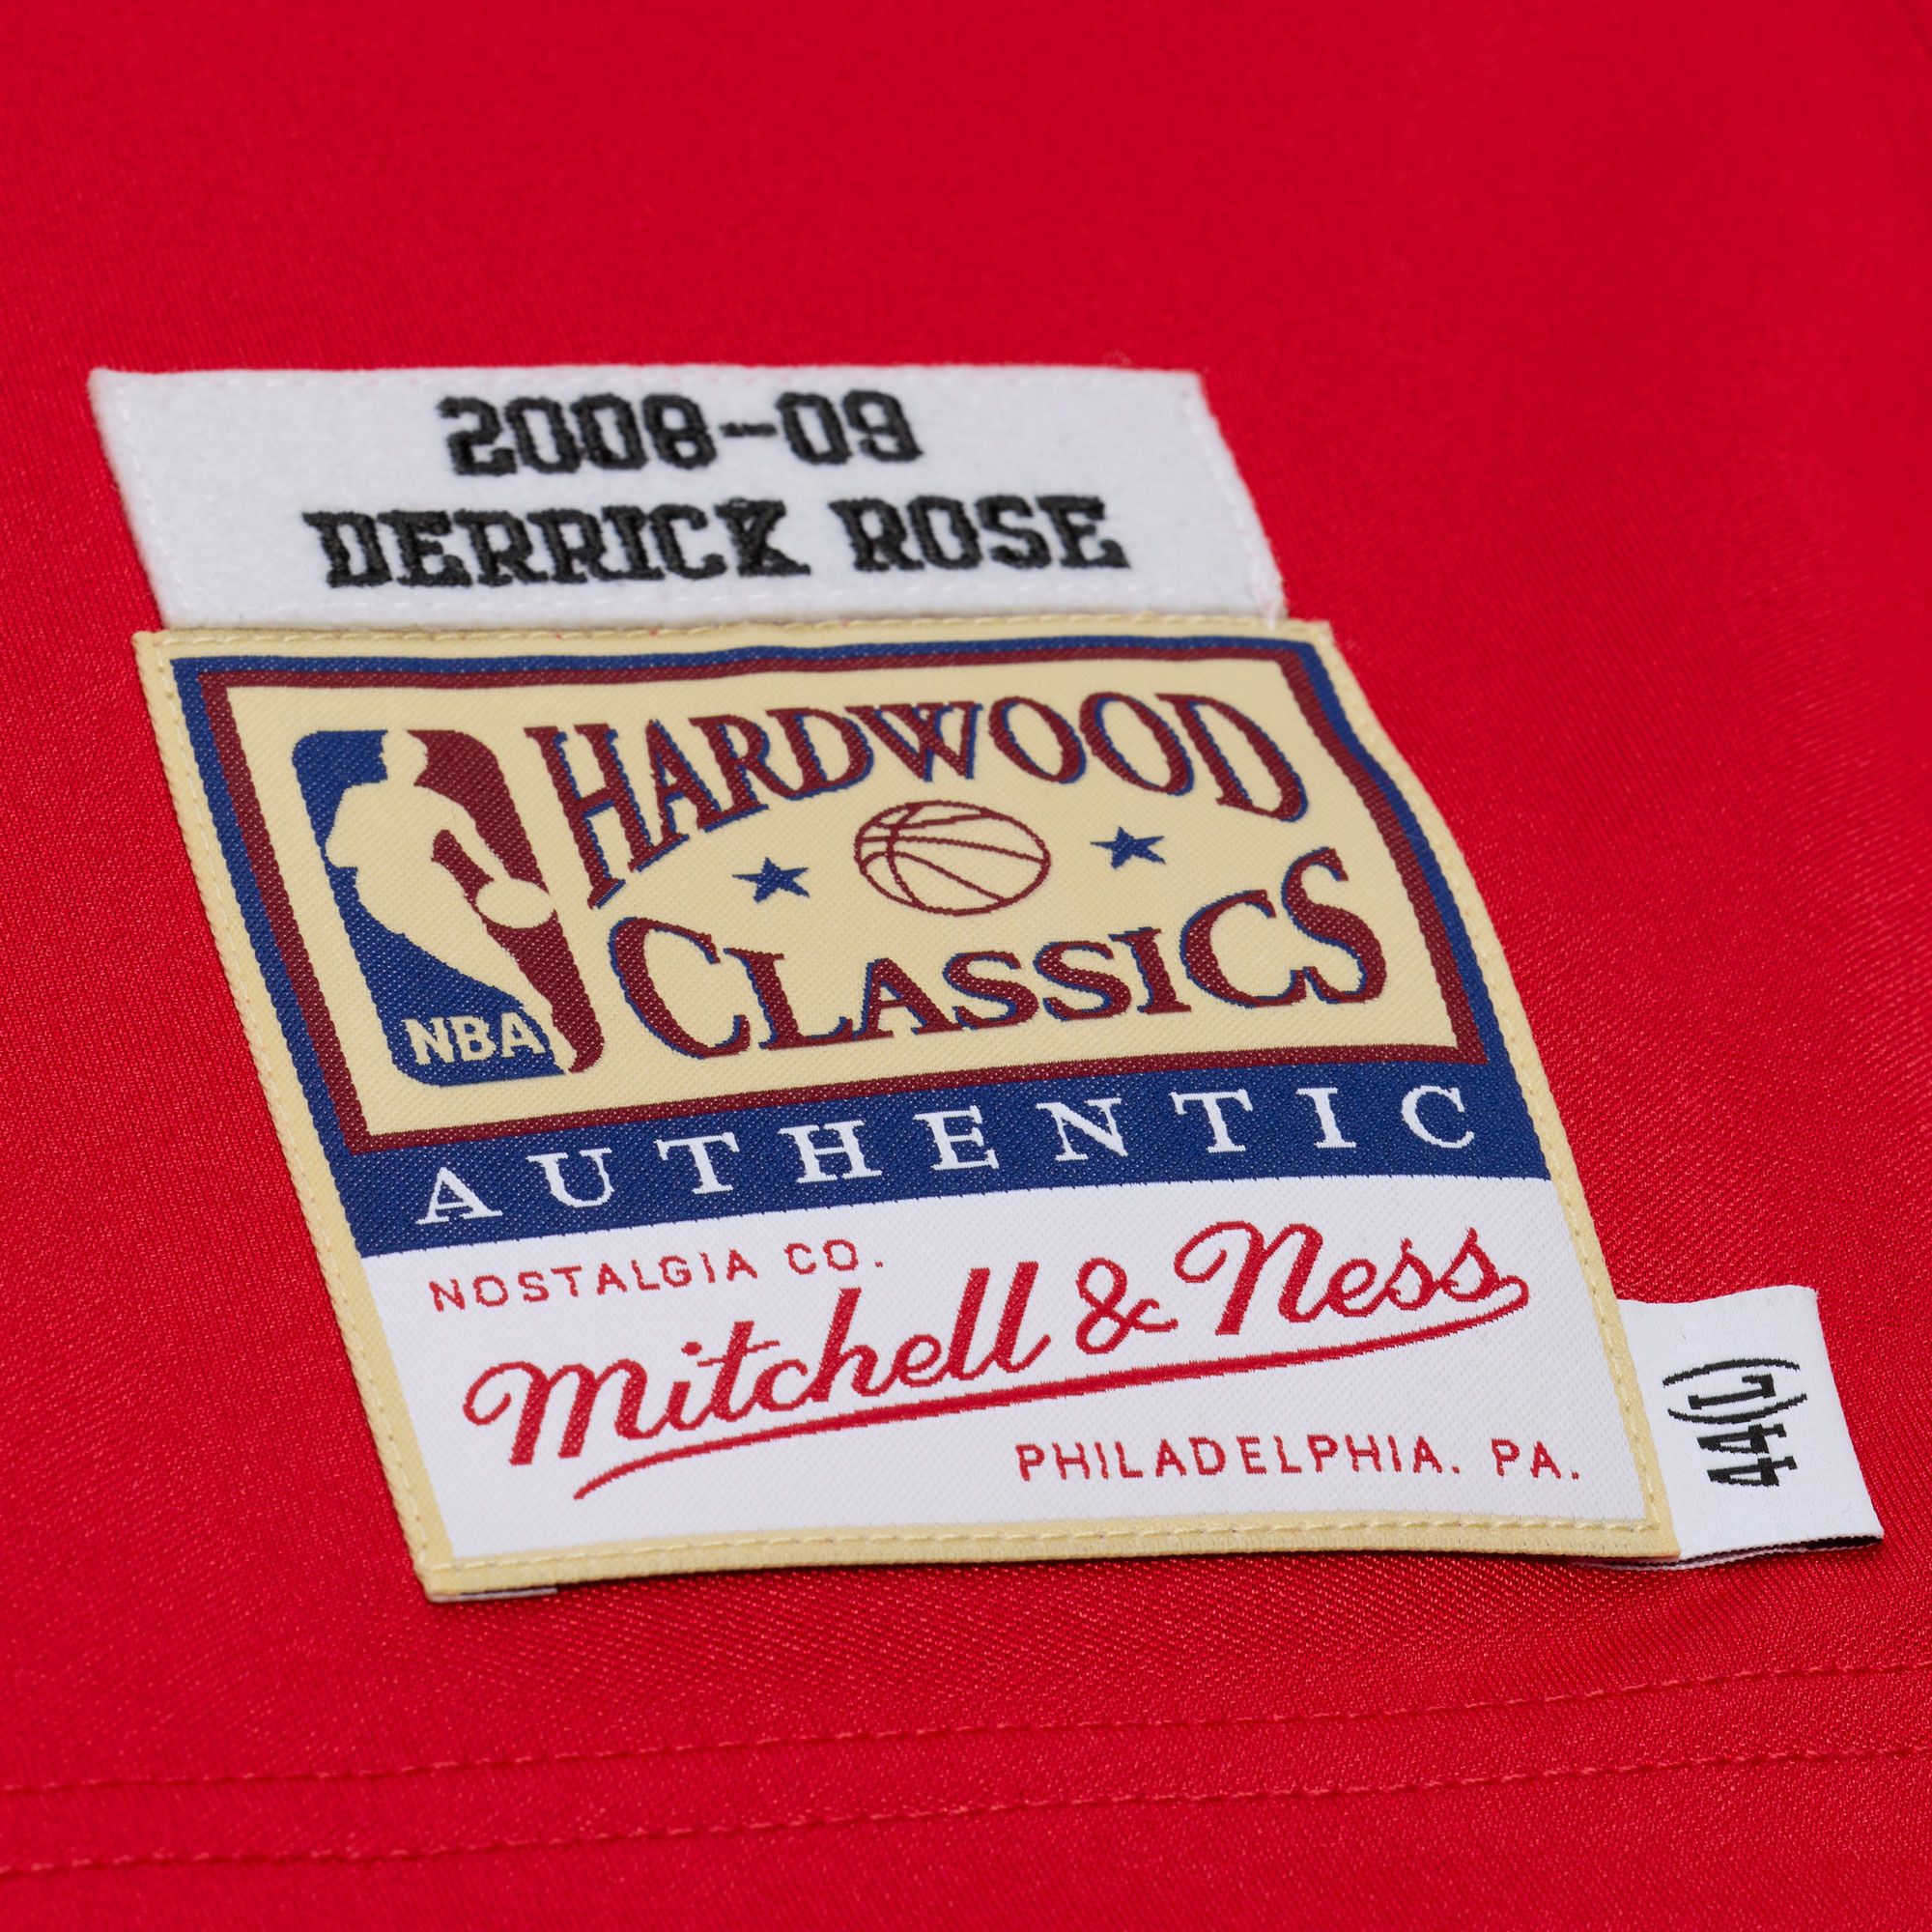 2008-09
DERRICK ROSE
HARDWOOD
CLASSICS
NBA
AUTHENTIC
NOSTALGIA CO.
Mitchell & Ness
PHILADELPHIA. PA.
44(L)